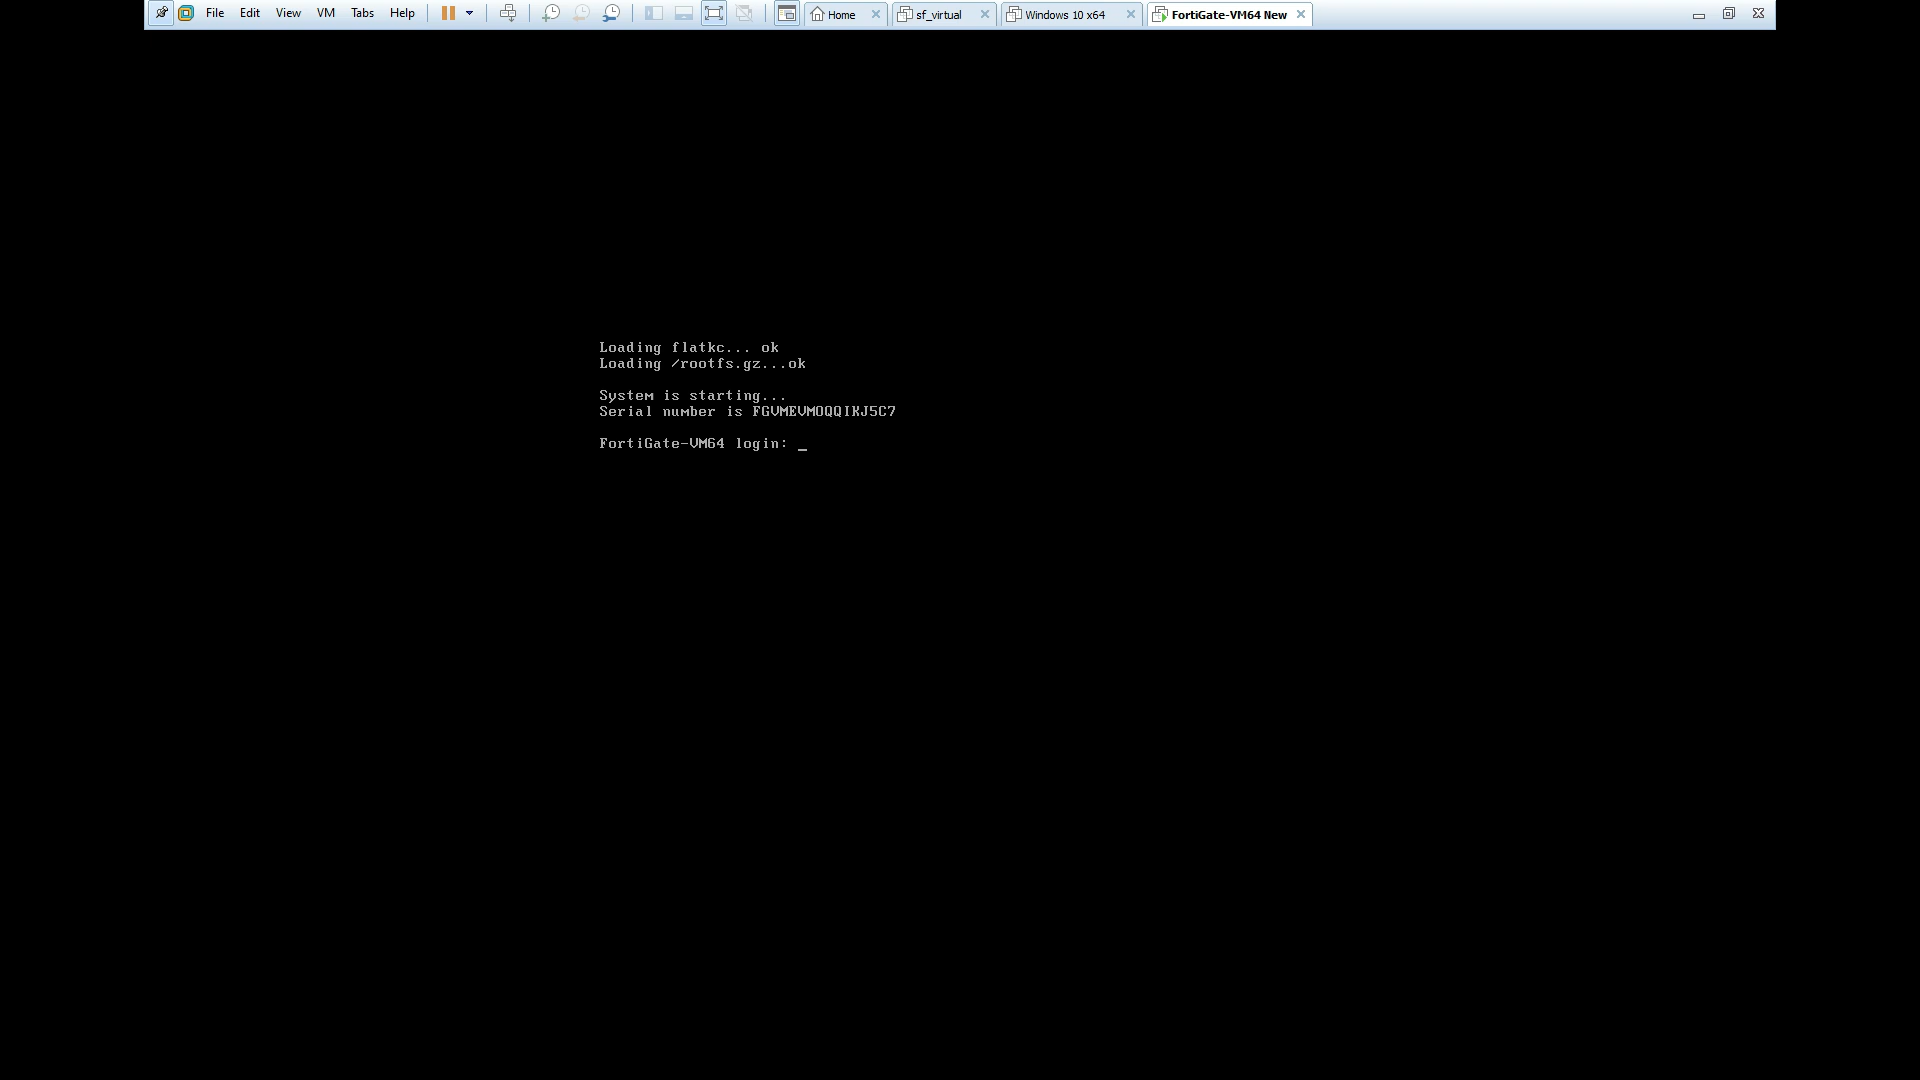 File Edit View VM Tabs Help Home sf_virtual Windows 10 x64 FortiGate-VM64 New
Loading flatkc... ok
Loading /rootfs.gz...ok
System is starting...
Serial number is FGVMEVMOQQIKJ5C7
FortiGate-VM64 login: _